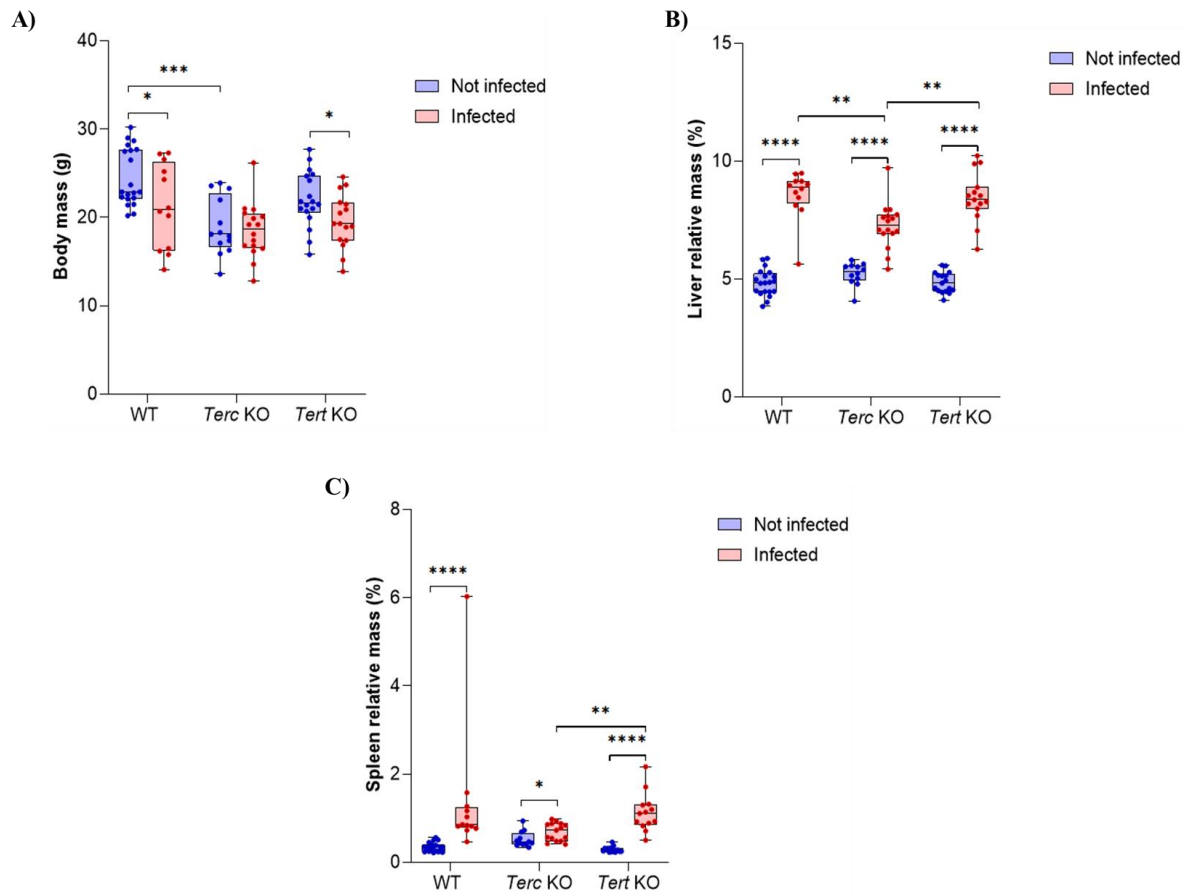 A)
Body mass (g)
40
30
20
10
0
***
*
*
Not infected
Infected
WT
Terc KO
Tert KO
B)
Liver relative mass (%)
15
10
5
0
**
**
****
****
****
Not infected
Infected
WT
Terc KO
Tert KO
C)
Spleen relative mass (%)
8
6
4
2
0
****
*
**
****
Not infected
Infected
WT
Terc KO
Tert KO